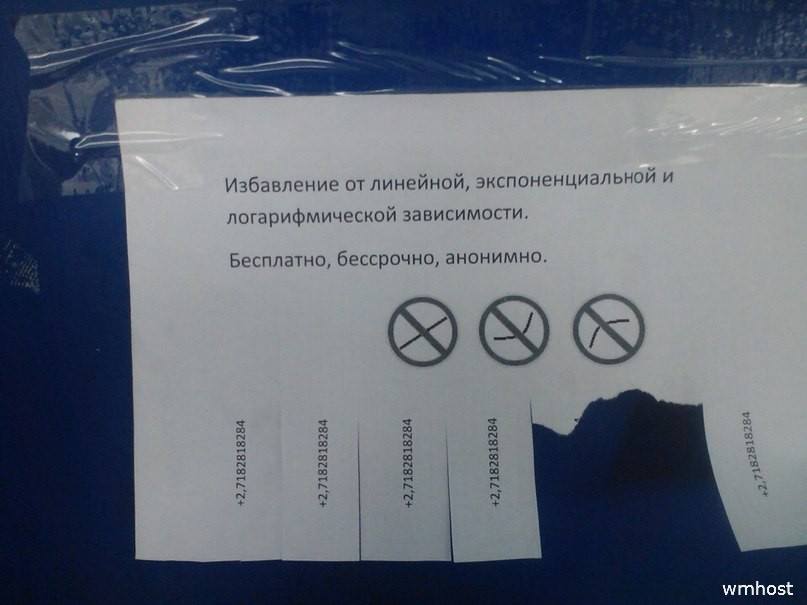 Избавление от линейной, экспоненциальной и
логарифмической зависимости.
Бесплатно, бессрочно, анонимно.
+2,7182818284
+2,7182818284
+2,7182818284
+2,7182818284
+2,7182818284
wmhost